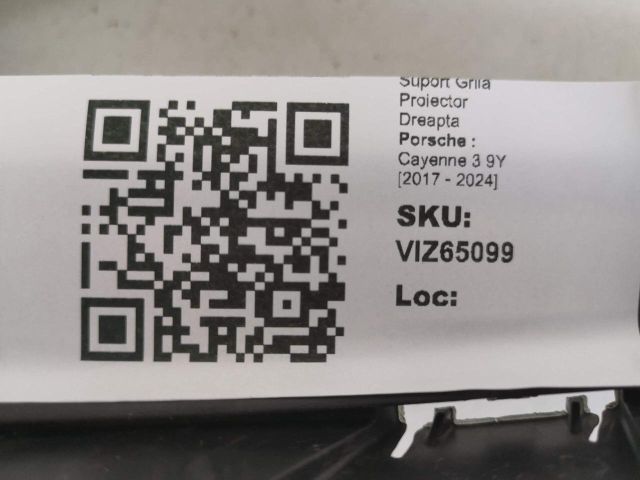 Suport Grila
Proiector
Dreapta
Porsche :
Cayenne 3 9Y
[2017 - 2024]
SKU:
VIZ65099
Loc: